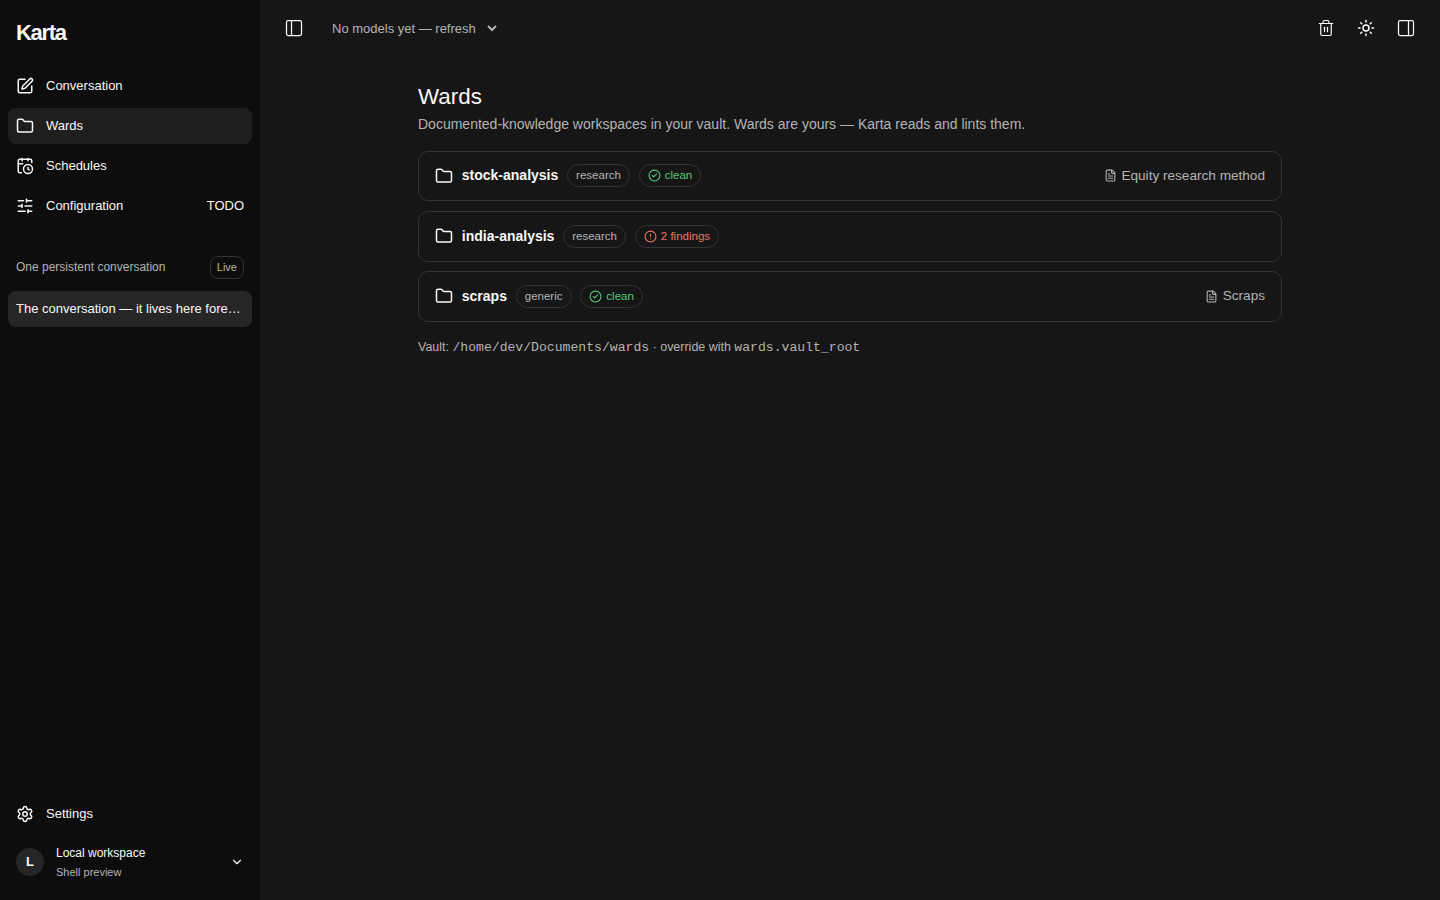 Karta
Conversation
Wards
Schedules
Configuration TODO
One persistent conversation Live
The conversation — it lives here fore…
Settings
L
Local workspace
Shell preview
No models yet — refresh
Wards
Documented-knowledge workspaces in your vault. Wards are yours — Karta reads and lints them.
stock-analysis research clean Equity research method
india-analysis research 2 findings
scraps generic clean Scraps
Vault: /home/dev/Documents/wards · override with wards.vault_root